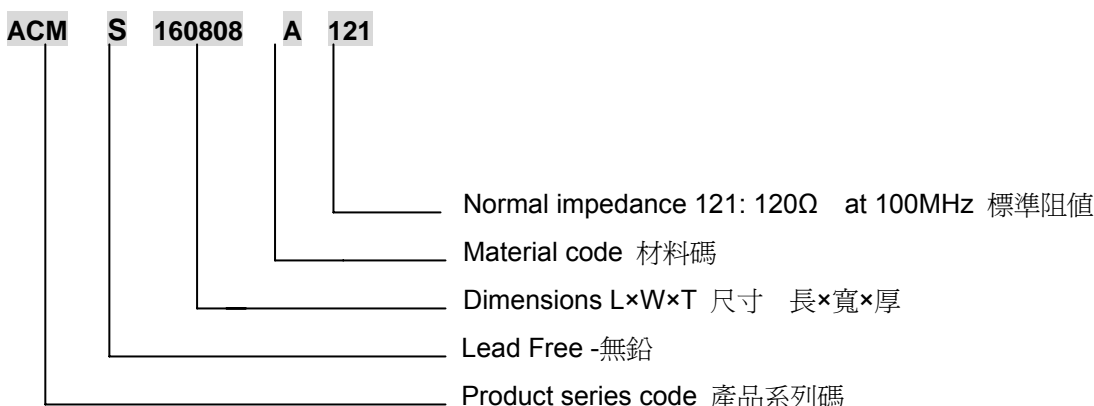 ACM S 160808 A 121
Normal impedance 121: 120Ω at 100MHz 標準阻值
Material code 材料碼
Dimensions L×W×T 尺寸 長×寬×厚
Lead Free -無鉛
Product series code 產品系列碼